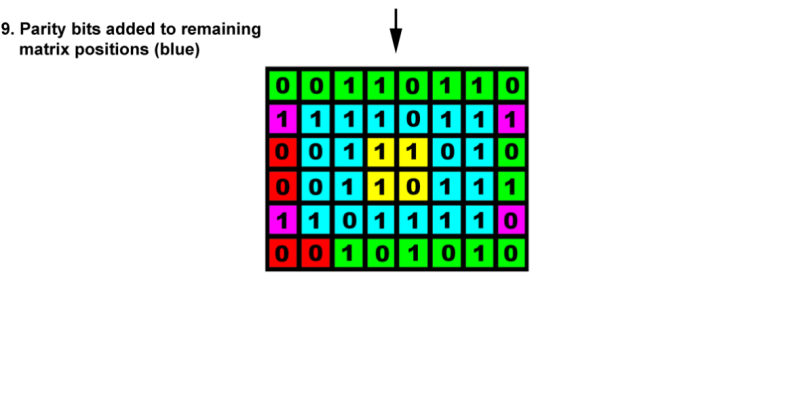 9. Parity bits added to remaining
matrix positions (blue)
0 0 1 1 0 1 1 0
1 1 1 1 0 1 1 1
0 0 1 1 1 0 1 0
0 0 1 1 0 1 1 1
1 1 0 1 1 1 1 0
0 0 1 0 1 0 1 0